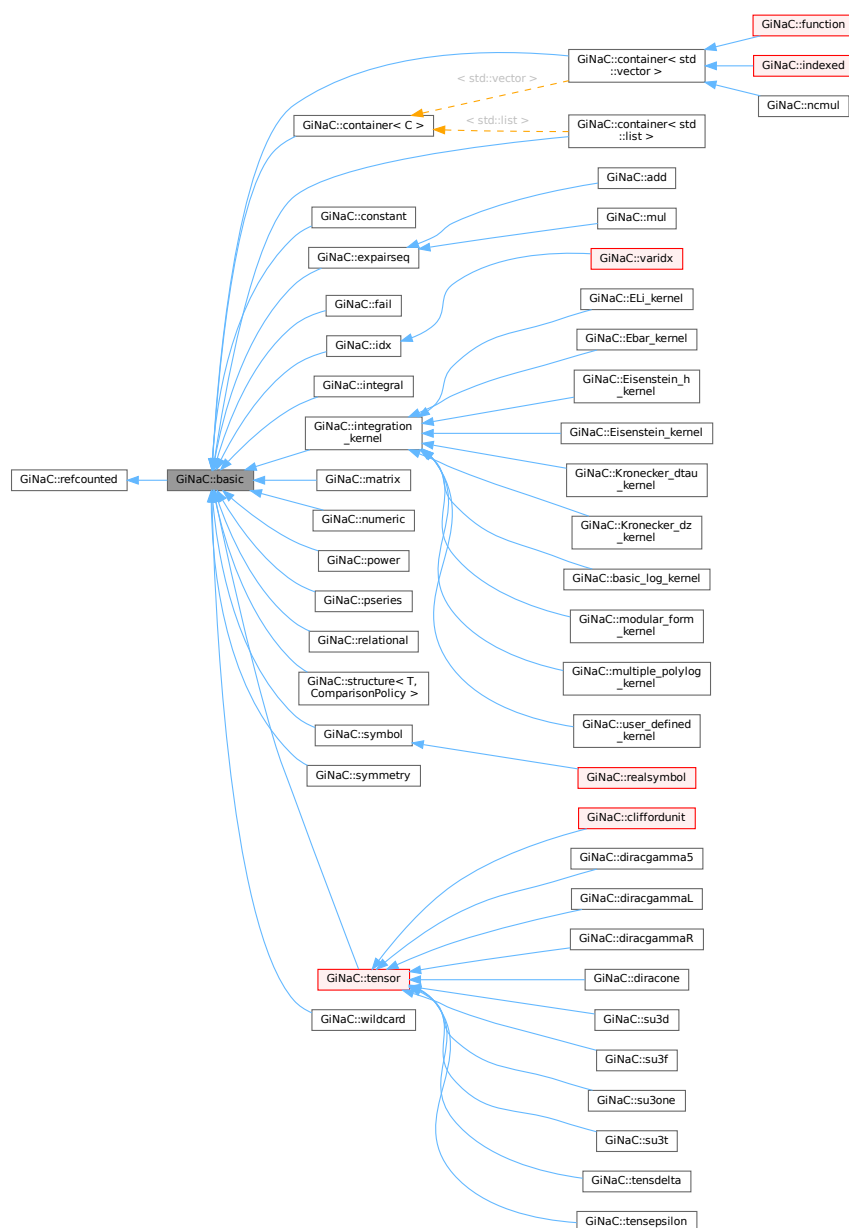 GiNaC::function
GiNaC::container< std
::vector >
GiNaC::indexed
< std::vector >
GiNaC::ncmul
GiNaC::container< C >
< std::list >
GiNaC::container< std
::list >
GiNaC::add
GiNaC::constant
GiNaC::mul
GiNaC::expairseq
GiNaC::varidx
GiNaC::fail
GiNaC::ELi_kernel
GiNaC::idx
GiNaC::Ebar_kernel
GiNaC::integral
GiNaC::Eisenstein_h
_kernel
GiNaC::integration
_kernel
GiNaC::Eisenstein_kernel
GiNaC::refcounted
GiNaC::basic
GiNaC::matrix
GiNaC::Kronecker_dtau
_kernel
GiNaC::numeric
GiNaC::Kronecker_dz
_kernel
GiNaC::power
GiNaC::basic_log_kernel
GiNaC::pseries
GiNaC::modular_form
_kernel
GiNaC::relational
GiNaC::multiple_polylog
_kernel
GiNaC::structure< T,
ComparisonPolicy >
GiNaC::user_defined
_kernel
GiNaC::symbol
GiNaC::symmetry
GiNaC::realsymbol
GiNaC::cliffordunit
GiNaC::diracgamma5
GiNaC::diracgammaL
GiNaC::diracgammaR
GiNaC::tensor
GiNaC::diracone
GiNaC::wildcard
GiNaC::su3d
GiNaC::su3f
GiNaC::su3one
GiNaC::su3t
GiNaC::tensdelta
GiNaC::tensepsilon